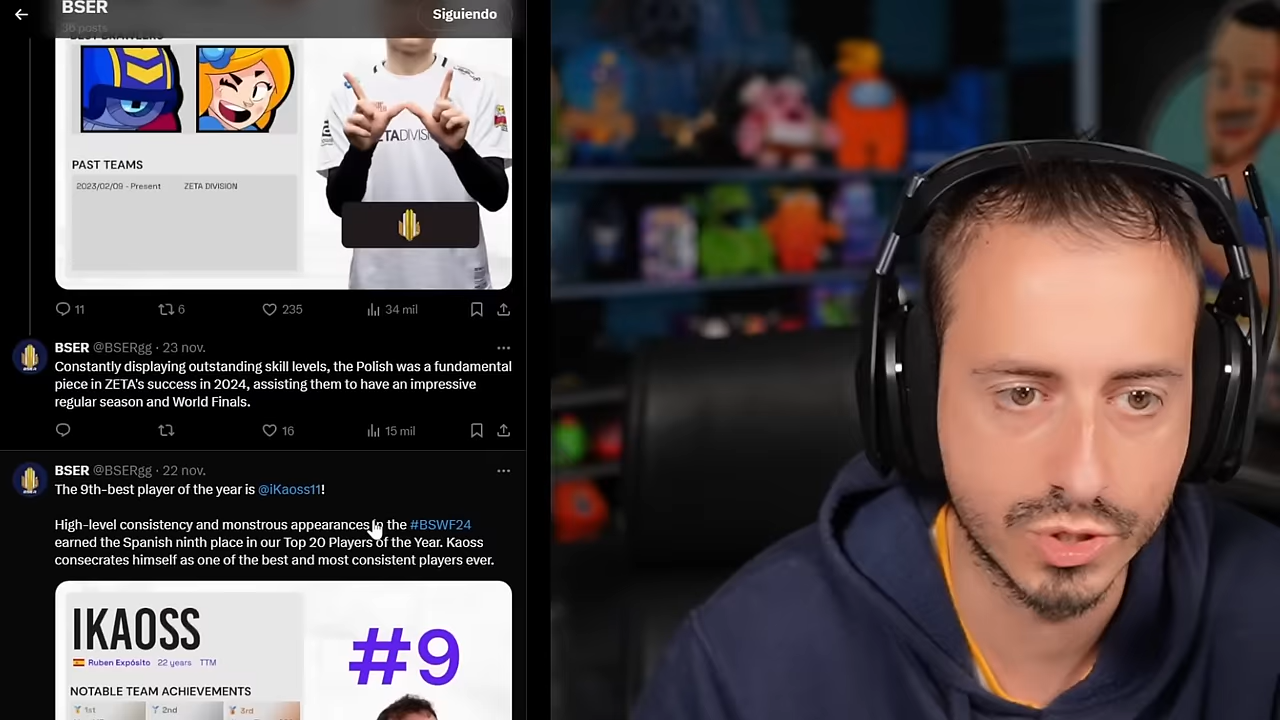 BSER
36 posts
Siguiendo
BEST BRAWLERS
PAST TEAMS
2023/02/09 - Present ZETA DIVISION
11 6 235 34 mil
BSER @BSERgg · 23 nov.
Constantly displaying outstanding skill levels, the Polish was a fundamental
piece in ZETA's success in 2024, assisting them to have an impressive
regular season and World Finals.
16 15 mil
BSER @BSERgg · 22 nov.
The 9th-best player of the year is @iKaoss11!
High-level consistency and monstrous appearances in the #BSWF24
earned the Spanish ninth place in our Top 20 Players of the Year. Kaoss
consecrates himself as one of the best and most consistent players ever.
IKAOSS
Ruben Expósito 22 years TTM
#9
NOTABLE TEAM ACHIEVEMENTS
1st 2nd 3rd